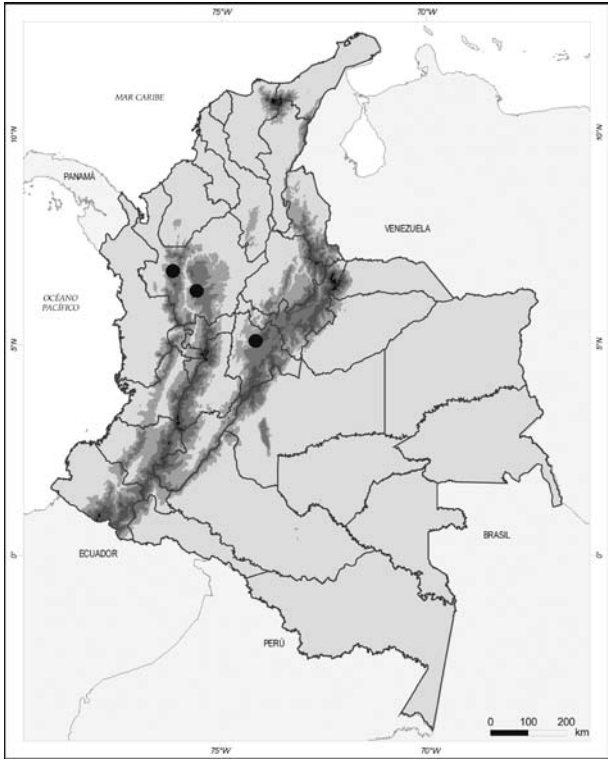 75°W
70°W
MAR CARIBE
10°N
10°N
PANAMÁ
VENEZUELA
OCÉANO
PACÍFICO
5°N
5°N
BRASIL
0°
0°
ECUADOR
PERÚ
0 100 200
km
75°W
70°W